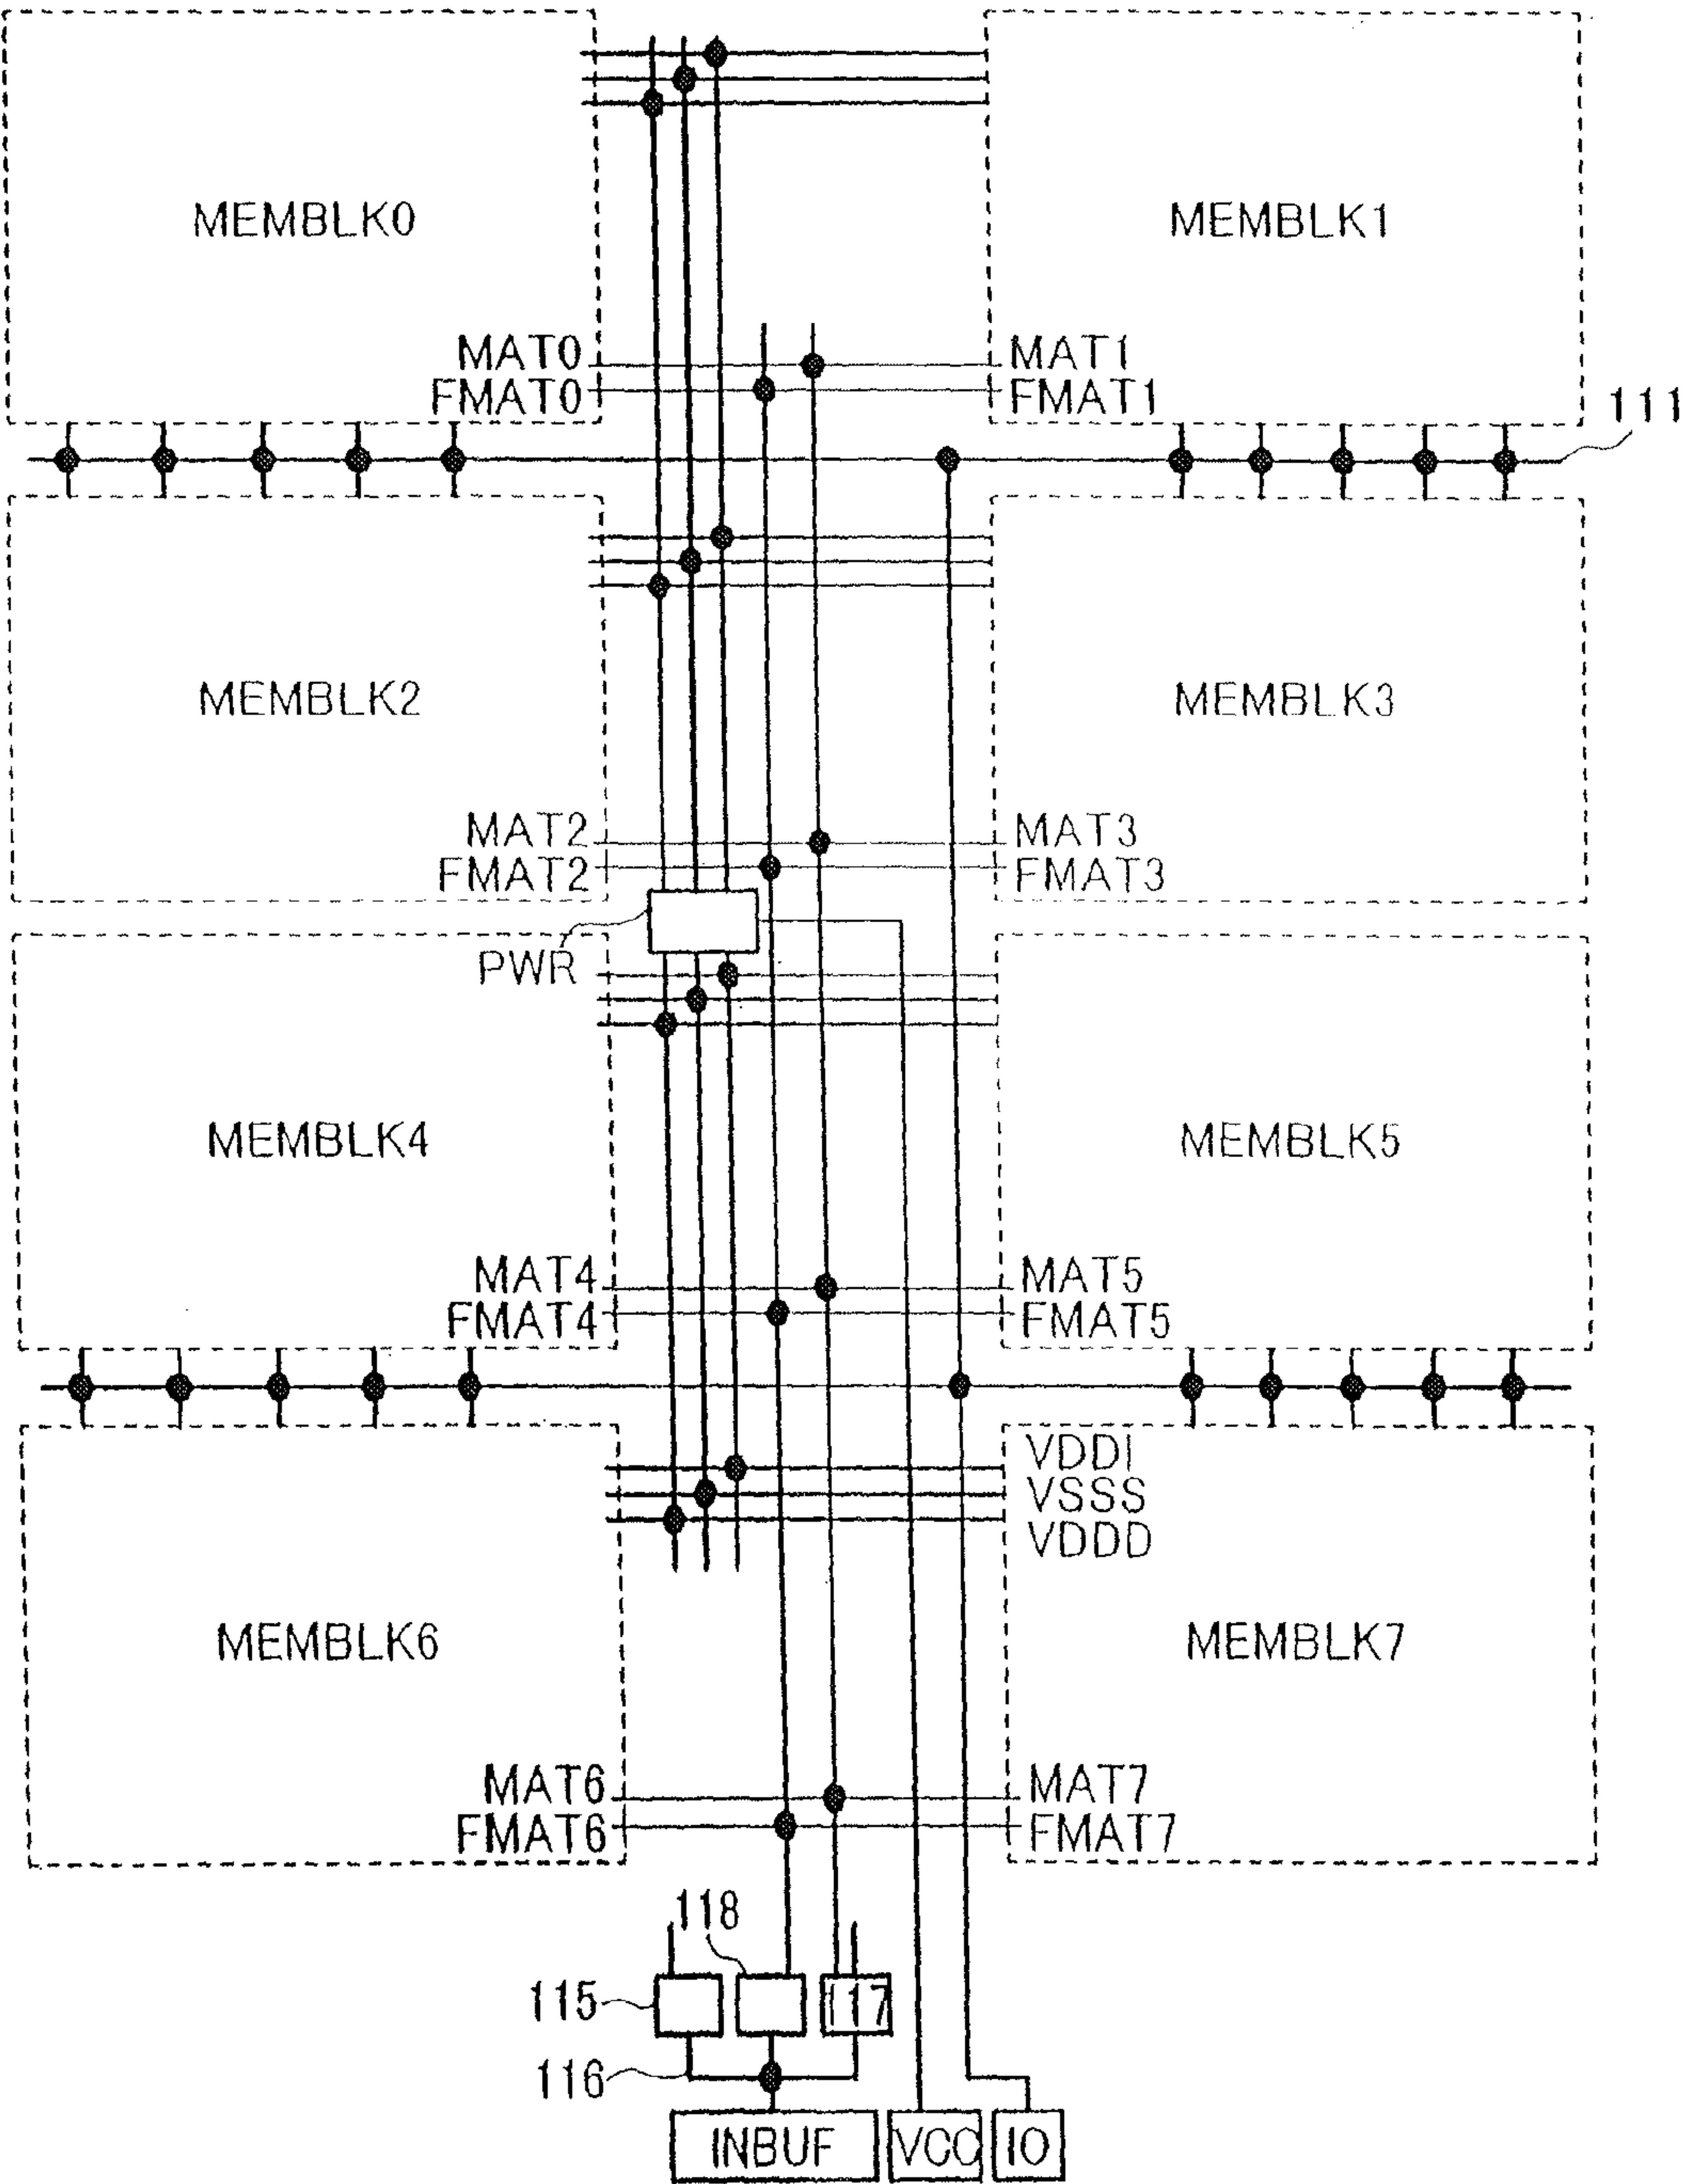 MEMBLK0
MEMBLK1
MAT0
MAT1
FMAT0
FMAT1
111
MEMBLK2
MEMBLK3
MAT2
MAT3
FMAT2
FMAT3
PWR
MEMBLK4
MEMBLK5
MAT4
MAT5
FMAT4
FMAT5
VDDI
VSSS
VDDD
MEMBLK6
MEMBLK7
MAT6
MAT7
FMAT6
FMAT7
118
115
117
116
INBUF
VCC
IO